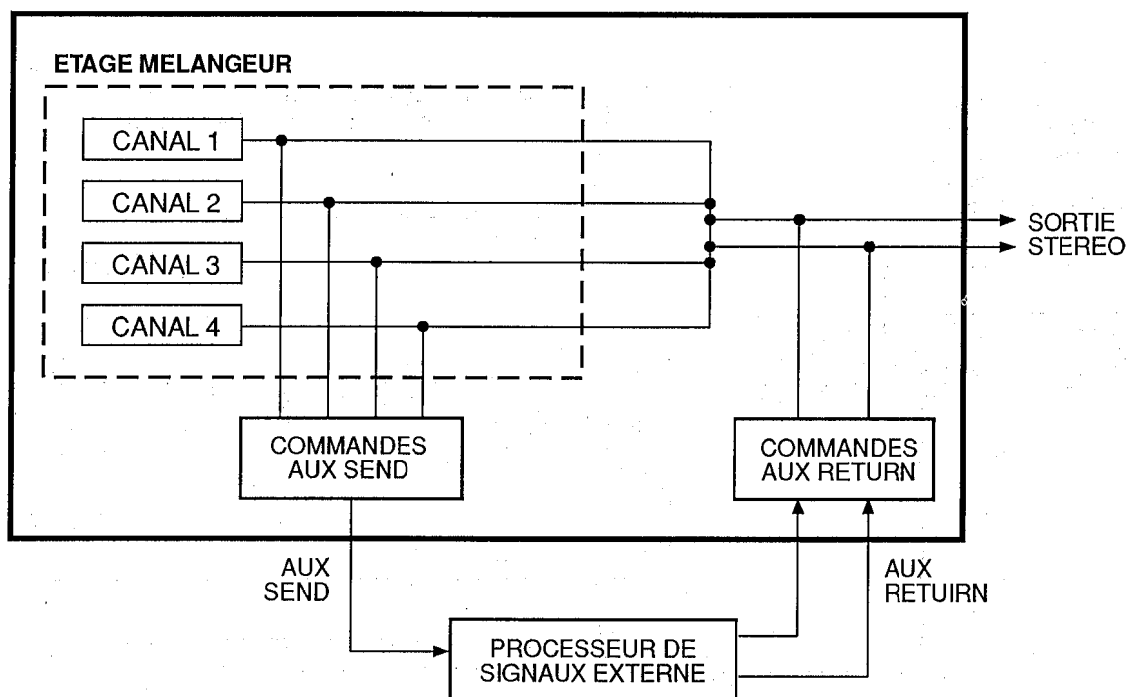 ETAGE MELANGEUR
CANAL 1
CANAL 2
CANAL 3
CANAL 4
SORTIE
STEREO
COMMANDES
AUX SEND
COMMANDES
AUX RETURN
AUX
SEND
AUX
RETUIRN
PROCESSEUR DE
SIGNAUX EXTERNE